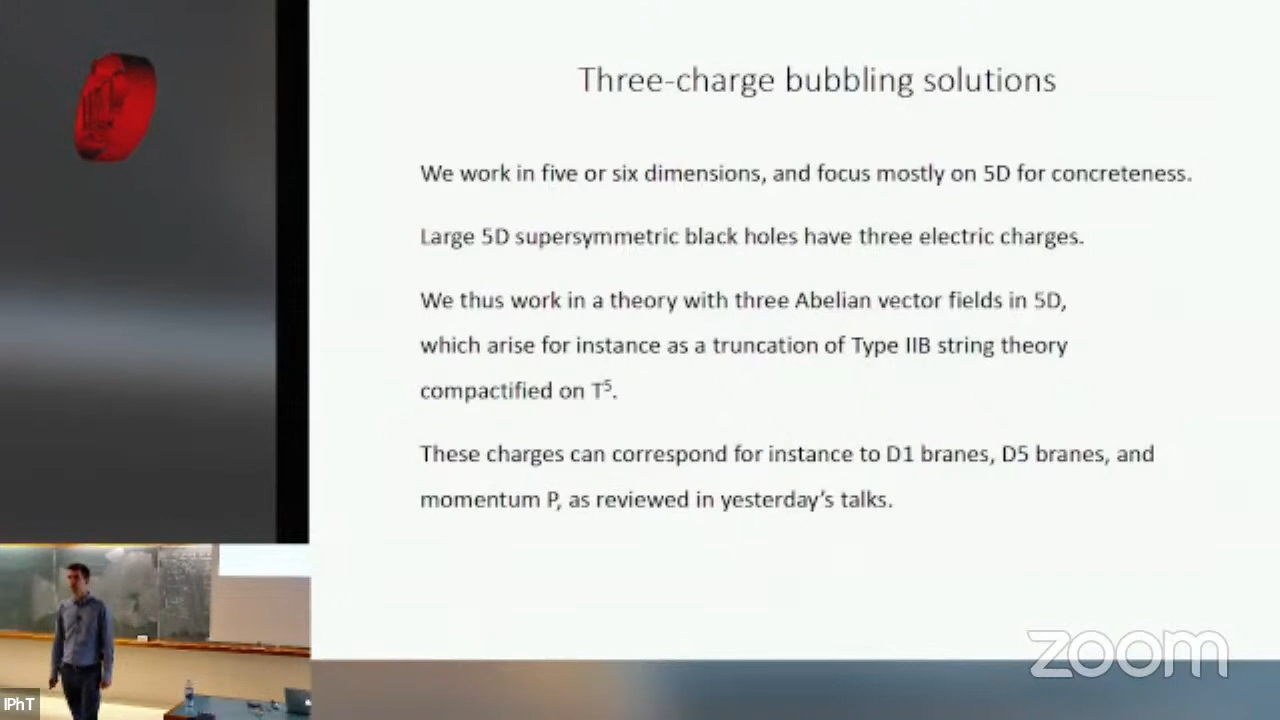 Three-charge bubbling solutions
We work in five or six dimensions, and focus mostly on 5D for concreteness.
Large 5D supersymmetric black holes have three electric charges.
We thus work in a theory with three Abelian vector fields in 5D,
which arise for instance as a truncation of Type IIB string theory
compactified on T⁵.
These charges can correspond for instance to D1 branes, D5 branes, and
momentum P, as reviewed in yesterday's talks.
zoom
IPhT